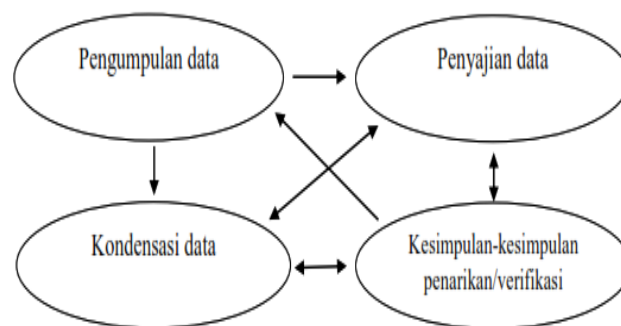 Pengumpulan data
Penyajian data
Kondensasi data
Kesimpulan-kesimpulan
penarikan/verifikasi